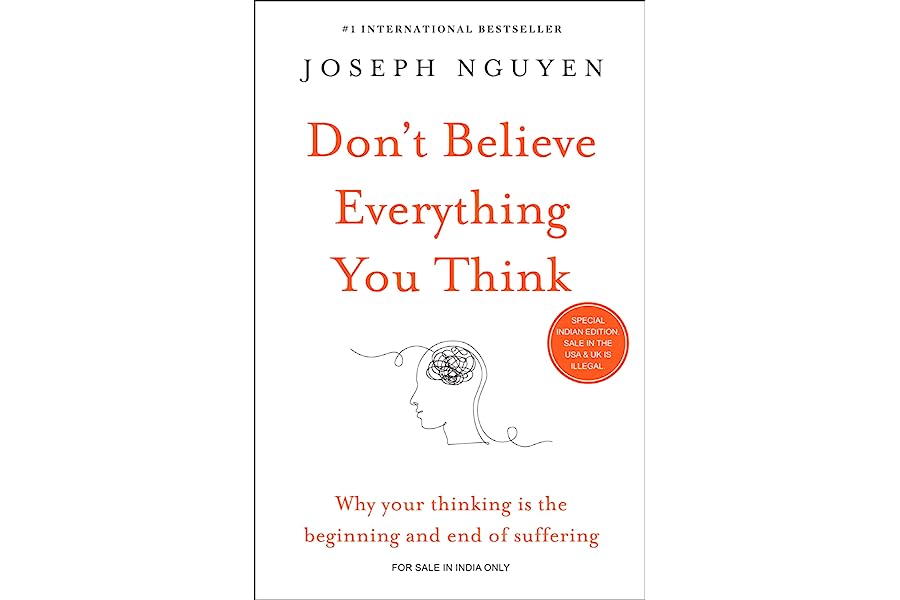 #1 INTERNATIONAL BESTSELLER
JOSEPH NGUYEN
Don't Believe
Everything
You Think
SPECIAL
INDIAN EDITION.
SALE IN THE
USA & UK IS
ILLEGAL.
Why your thinking is the
beginning and end of suffering
FOR SALE IN INDIA ONLY